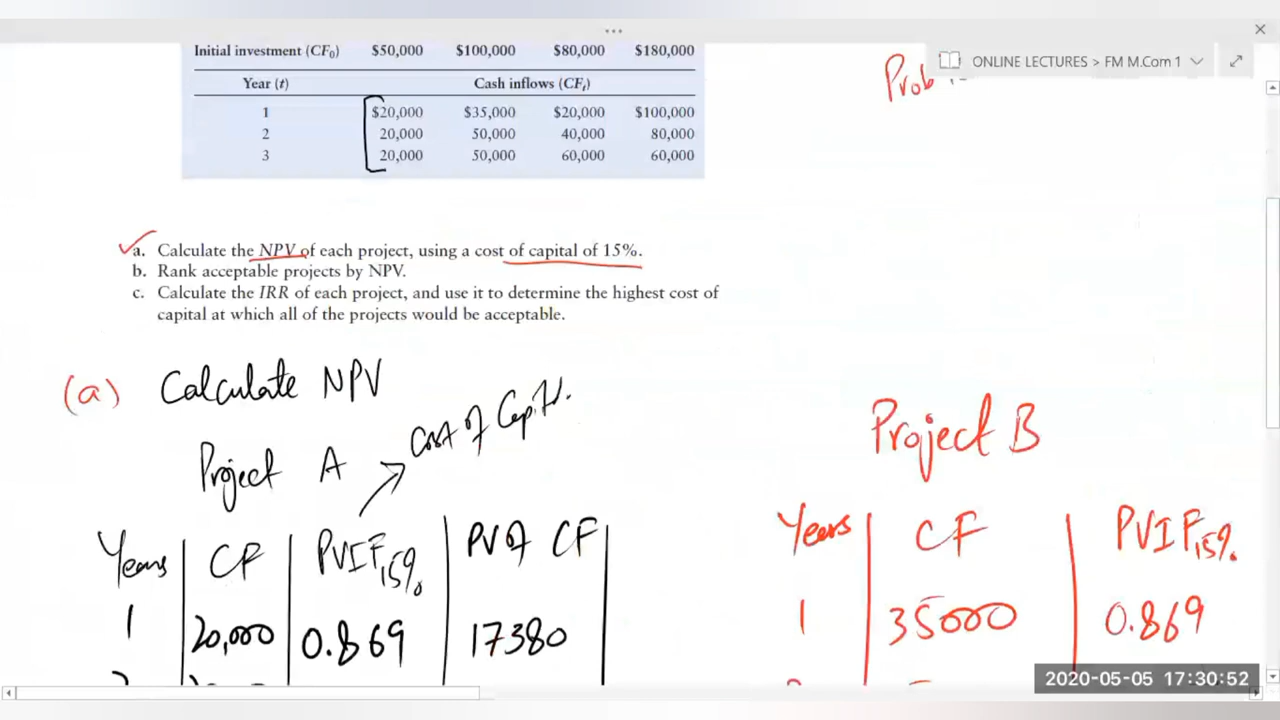 Initial investment (CF₀) $50,000 $100,000 $80,000 $180,000
ONLINE LECTURES > FM M.Com 1
Prob
Year (t) Cash inflows (CFₜ)
1 $20,000 $35,000 $20,000 $100,000
2 20,000 50,000 40,000 80,000
3 20,000 50,000 60,000 60,000
a. Calculate the NPV of each project, using a cost of capital of 15%.
b. Rank acceptable projects by NPV.
c. Calculate the IRR of each project, and use it to determine the highest cost of
capital at which all of the projects would be acceptable.
(a) Calculate NPV
Cost of
Project A
Project B
Years CF PVIF15% PV of CF
Years CF PVIF15%
1 20,000 0.869 17380
1 35000 0.869
2020-05-05 17:30:52